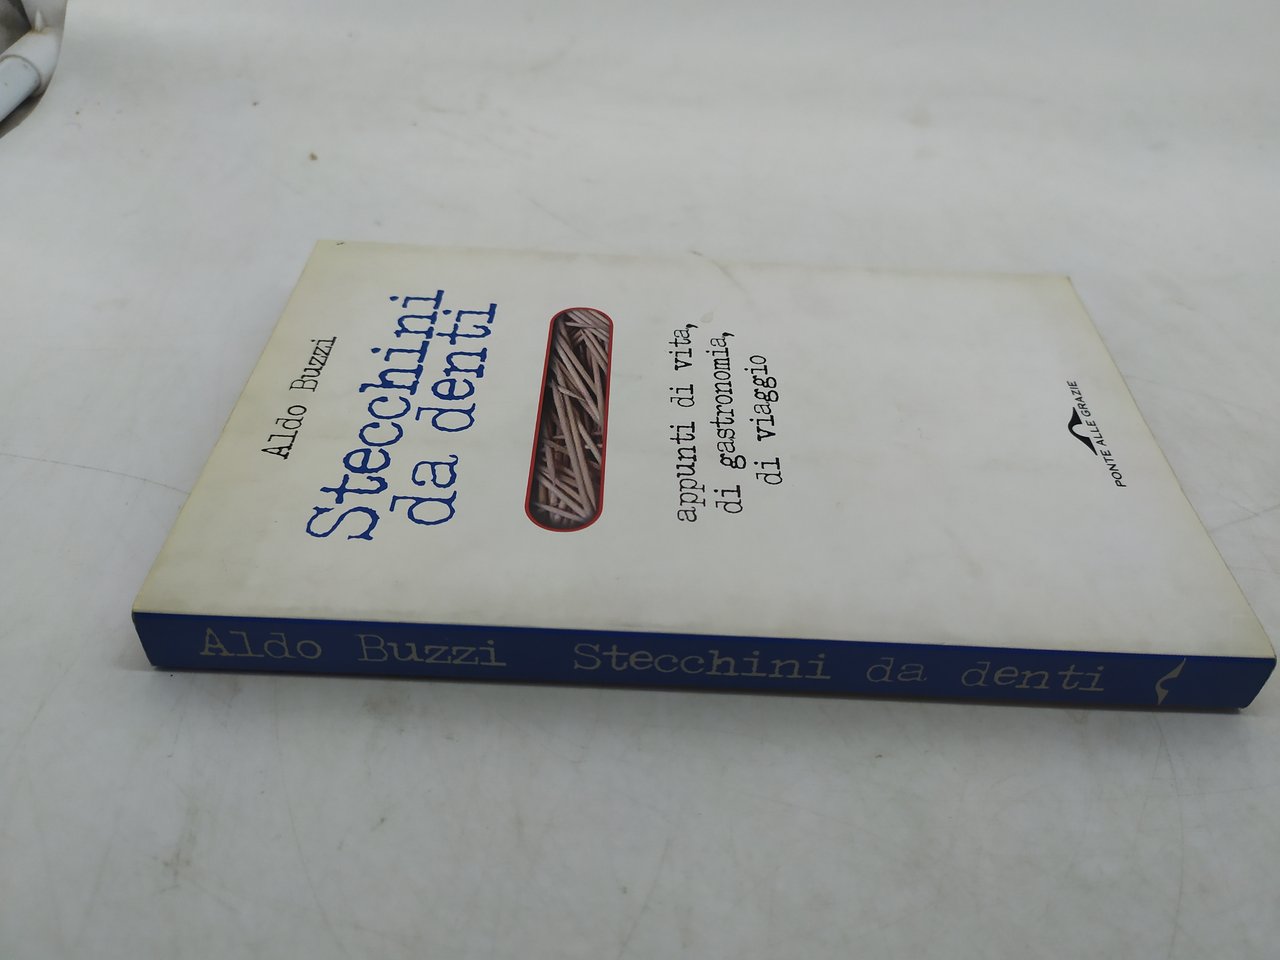 Aldo Buzzi
Stecchini
da denti
appunti di vita,
di gastronomia,
di viaggio
PONTE ALLE GRAZIE
Aldo Buzzi Stecchini da denti